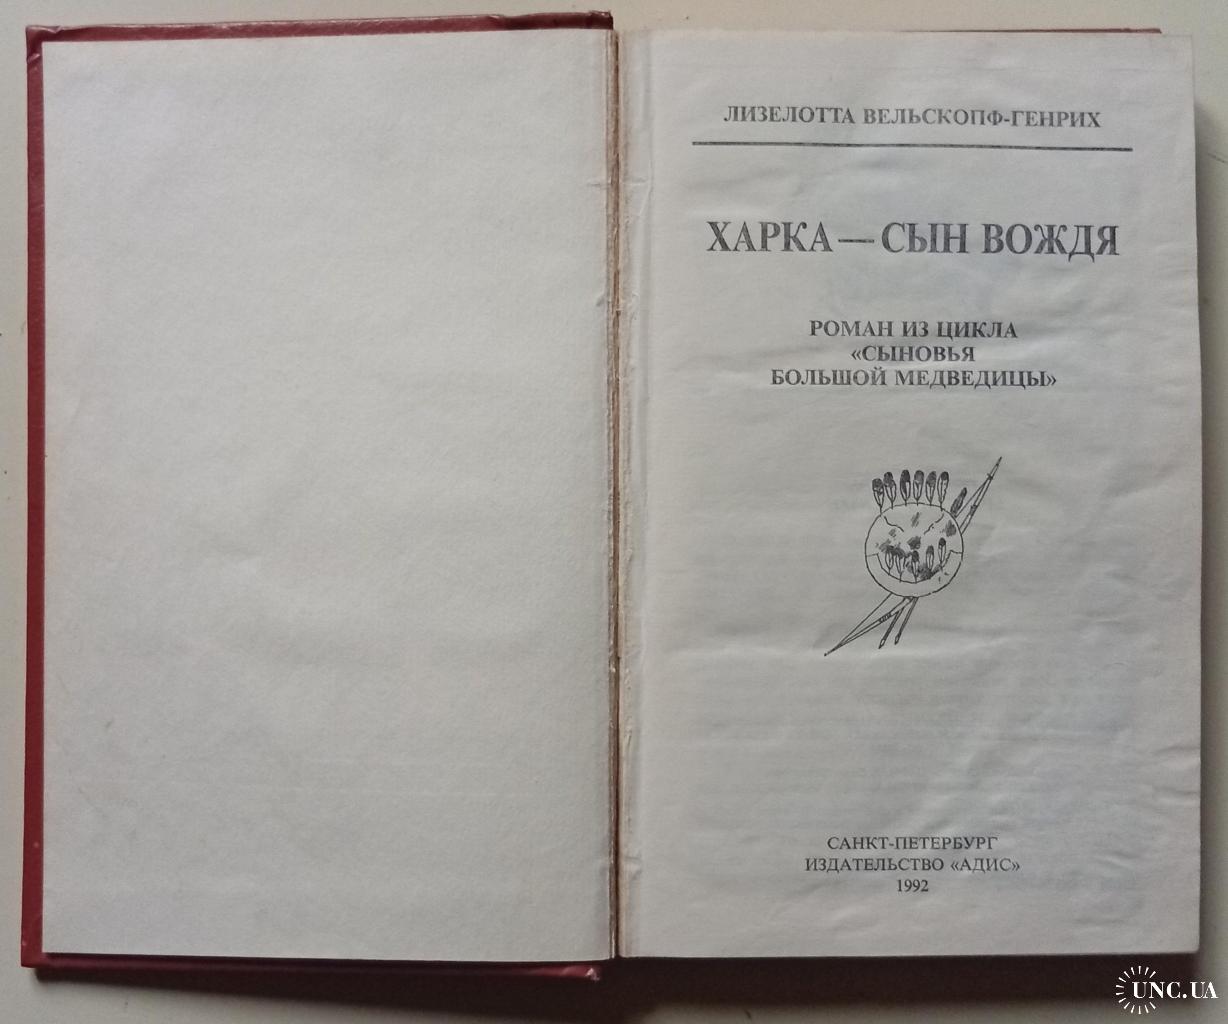 ЛИЗЕЛОТТА ВЕЛЬСКОПФ-ГЕНРИХ
ХАРКА — СЫН ВОЖДЯ
РОМАН ИЗ ЦИКЛА
«СЫНОВЬЯ
БОЛЬШОЙ МЕДВЕДИЦЫ»
САНКТ-ПЕТЕРБУРГ
ИЗДАТЕЛЬСТВО «АДИС»
1992
UNC.UA